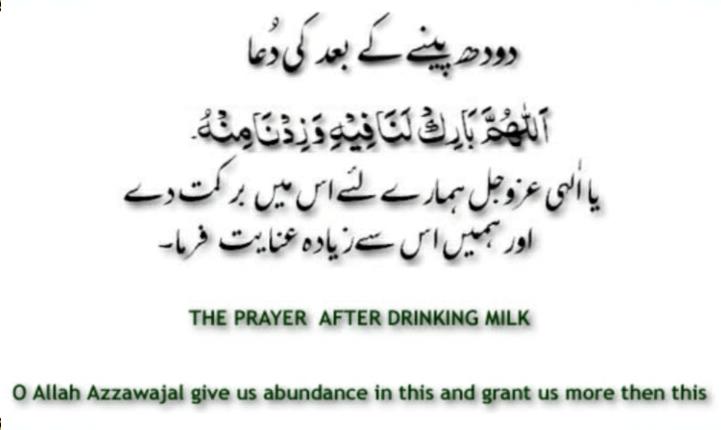 دودھ پینے کے بعد کی دُعا
اَللّٰهُمَّ بَارِكْ لَنَا فِيْهِ وَزِدْنَا مِنْهُ.
یا اٰلہی عزوجل ہمارے لئے اس میں برکت دے
اور ہمیں اس سے زیادہ عنایت فرما۔
THE PRAYER AFTER DRINKING MILK
O Allah Azzawajal give us abundance in this and grant us more then this